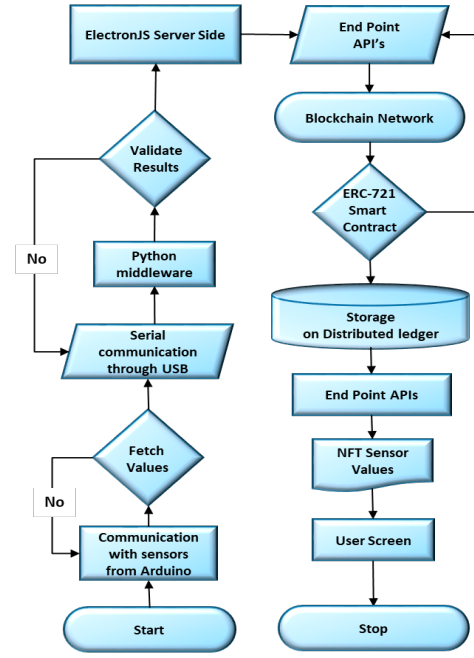 ElectronJS Server Side
End Point
API's
Validate
Results
Blockchain Network
ERC-721
Smart
Contract
No
Python
middleware
Storage
on Distributed ledger
Serial
communication
through USB
End Point APIs
Fetch
Values
NFT Sensor
Values
No
Communication
with sensors
from Arduino
User Screen
Start
Stop